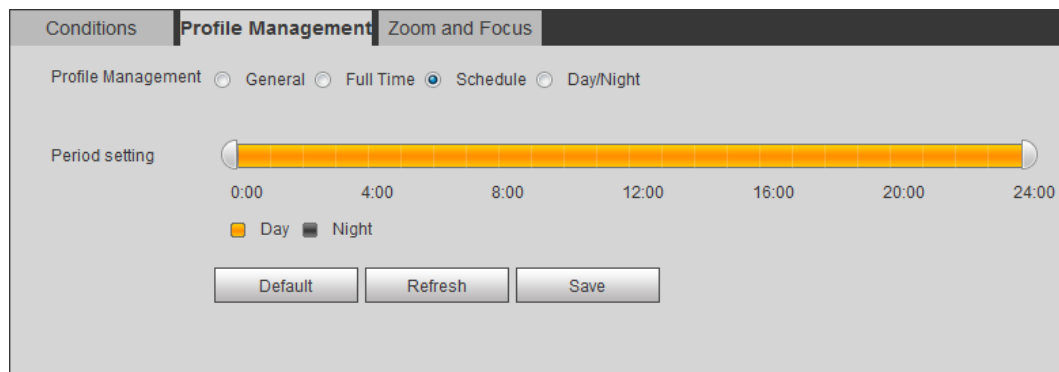 Conditions Profile Management Zoom and Focus
Profile Management General Full Time Schedule Day/Night
Period setting
0:00 4:00 8:00 12:00 16:00 20:00 24:00
Day Night
Default Refresh Save